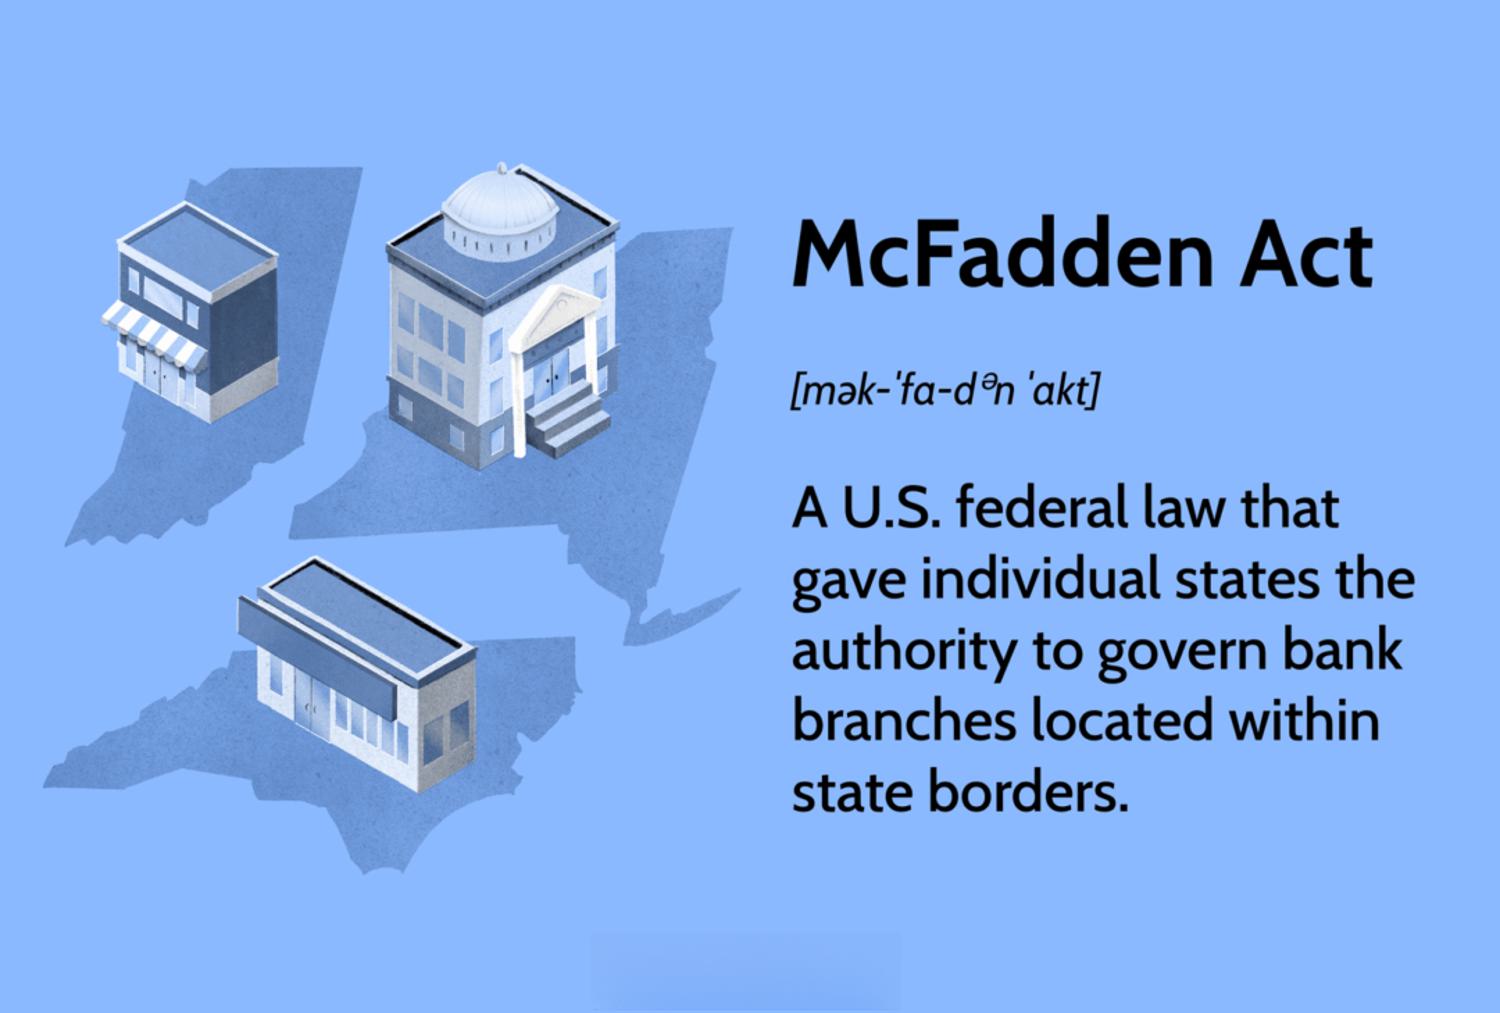 McFadden Act
[mək-ˈfa-dᵊn ˈakt]
A U.S. federal law that
gave individual states the
authority to govern bank
branches located within
state borders.